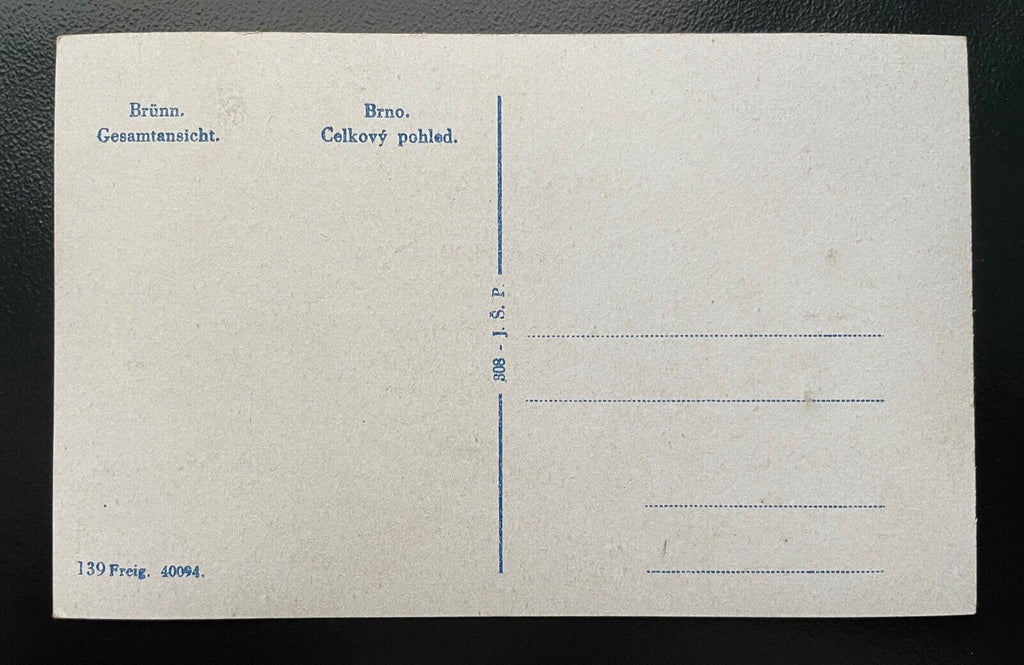 Brünn.
Gesamtansicht.
Brno.
Celkový pohled.
308 - J. Š. P.
139 Freig. 40094.